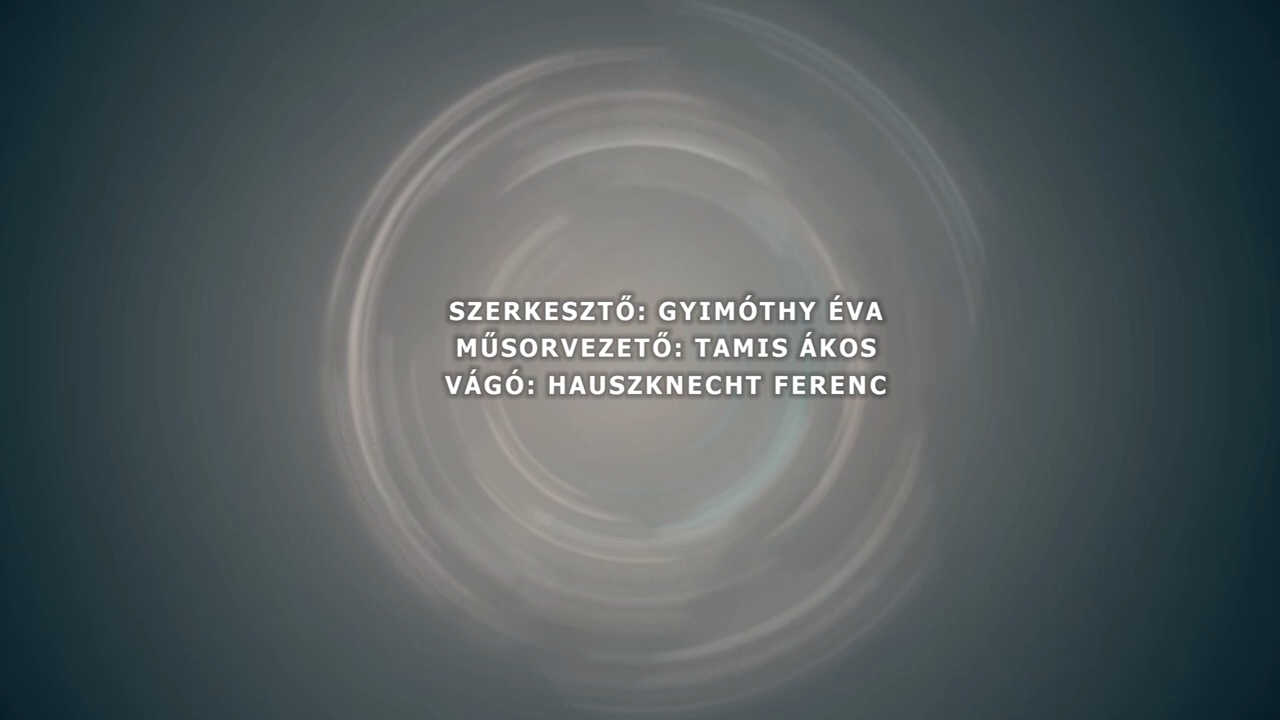 SZERKESZTŐ: GYIMÓTHY ÉVA
MŰSORVEZETŐ: TAMIS ÁKOS
VÁGÓ: HAUSZKNECHT FERENC